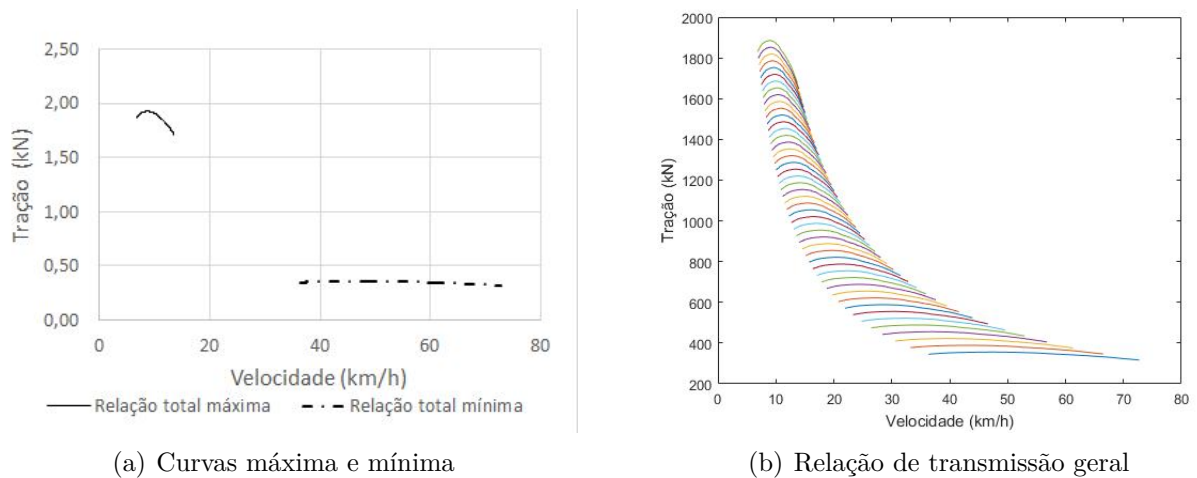 2,50
2,00
1,50
1,00
0,50
0,00
Tração (kN)
0 20 40 60 80
Velocidade (km/h)
Relação total máxima Relação total mínima
(a) Curvas máxima e mínima
2000
1800
1600
1400
1200
1000
800
600
400
200
Tração (kN)
0 10 20 30 40 50 60 70 80
Velocidade (km/h)
(b) Relação de transmissão geral